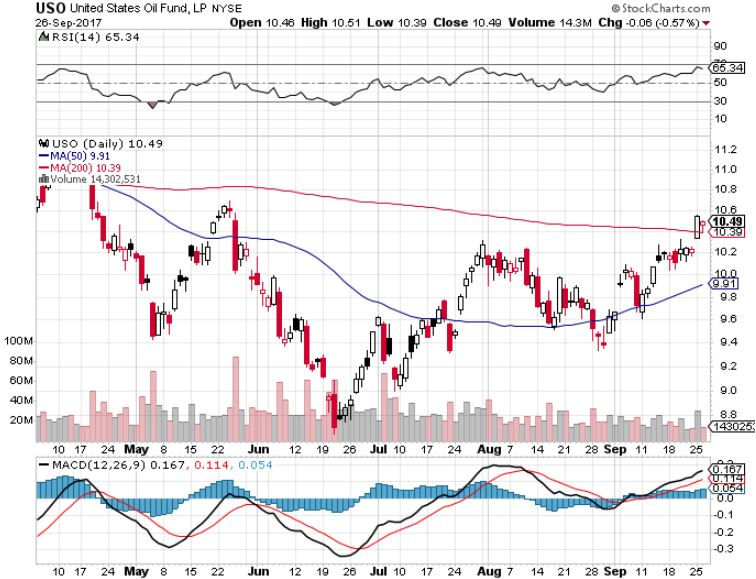 USO United States Oil Fund, LP NYSE © StockCharts.com
26-Sep-2017 Open 10.46 High 10.51 Low 10.39 Close 10.49 Volume 14.3M Chg -0.06 (-0.57%)
RSI(14) 65.34
90
70
65.34
50
30
10
USO (Daily) 10.49
MA(50) 9.91
MA(200) 10.39
Volume 14,302,531
11.2
11.0
10.8
10.6
10.49
10.39
10.2
10.0
9.91
9.8
9.6
9.4
9.2
9.0
8.8
100M
80M
60M
40M
20M
1430253
10 17 24 May 8 15 22 Jun 12 19 26 Jul 10 17 24 Aug 7 14 21 28 Sep 11 18 25
MACD(12,26,9) 0.167, 0.114, 0.054
0.2
0.167
0.114
0.054
0.0
-0.1
-0.2
-0.3
10 17 24 May 8 15 22 Jun 12 19 26 Jul 10 17 24 Aug 7 14 21 28 Sep 11 18 25